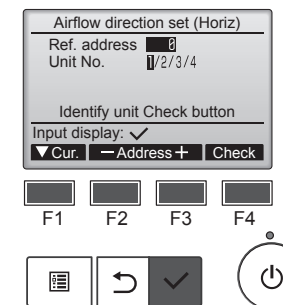 Airflow direction set (Horiz)
Ref. address 0
Unit No. 1/2/3/4
Identify unit Check button
Input display: ✓
▼Cur. −Address+ Check
F1 F2 F3 F4